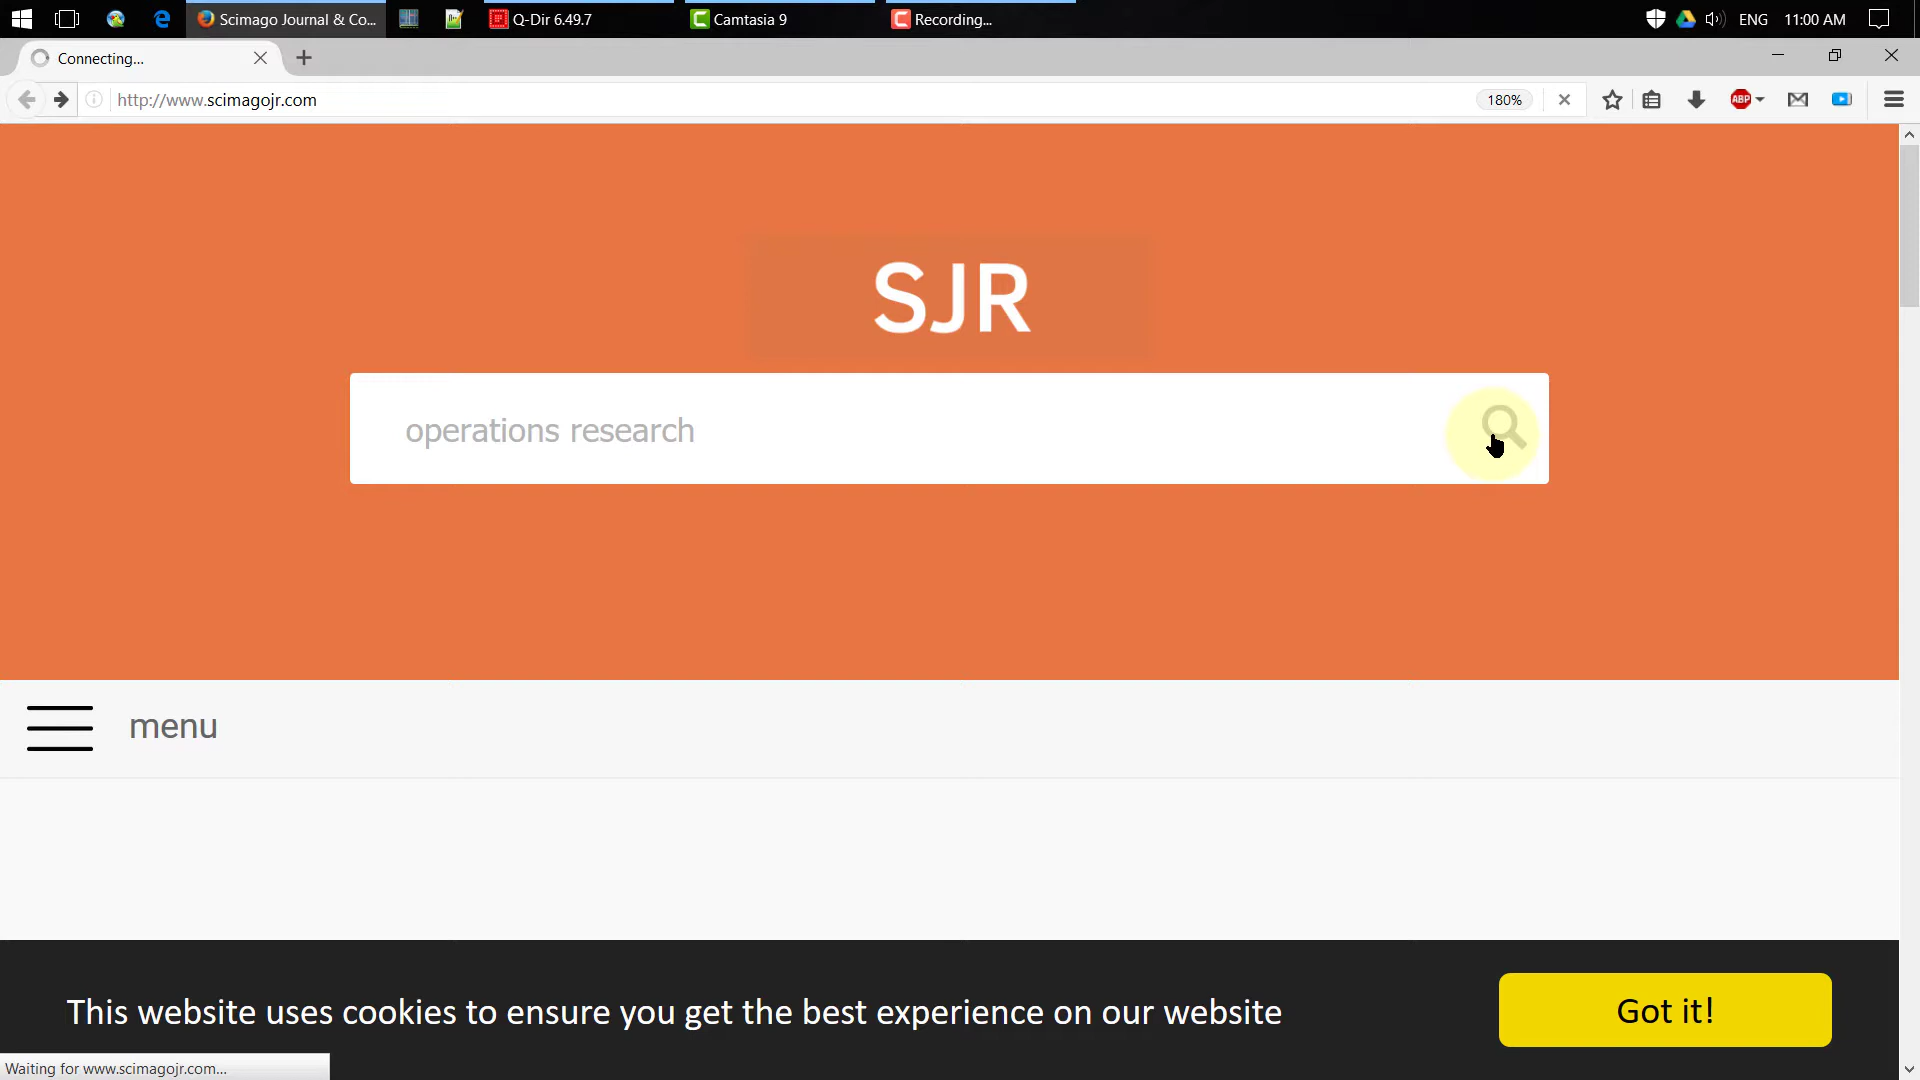 Scimago Journal & Co...
Q-Dir 6.49.7
Camtasia 9
Recording...
ENG
11:00 AM
Connecting...
http://www.scimagojr.com
180%
ABP
SJR
operations research
menu
This website uses cookies to ensure you get the best experience on our website
Got it!
Waiting for www.scimagojr.com...